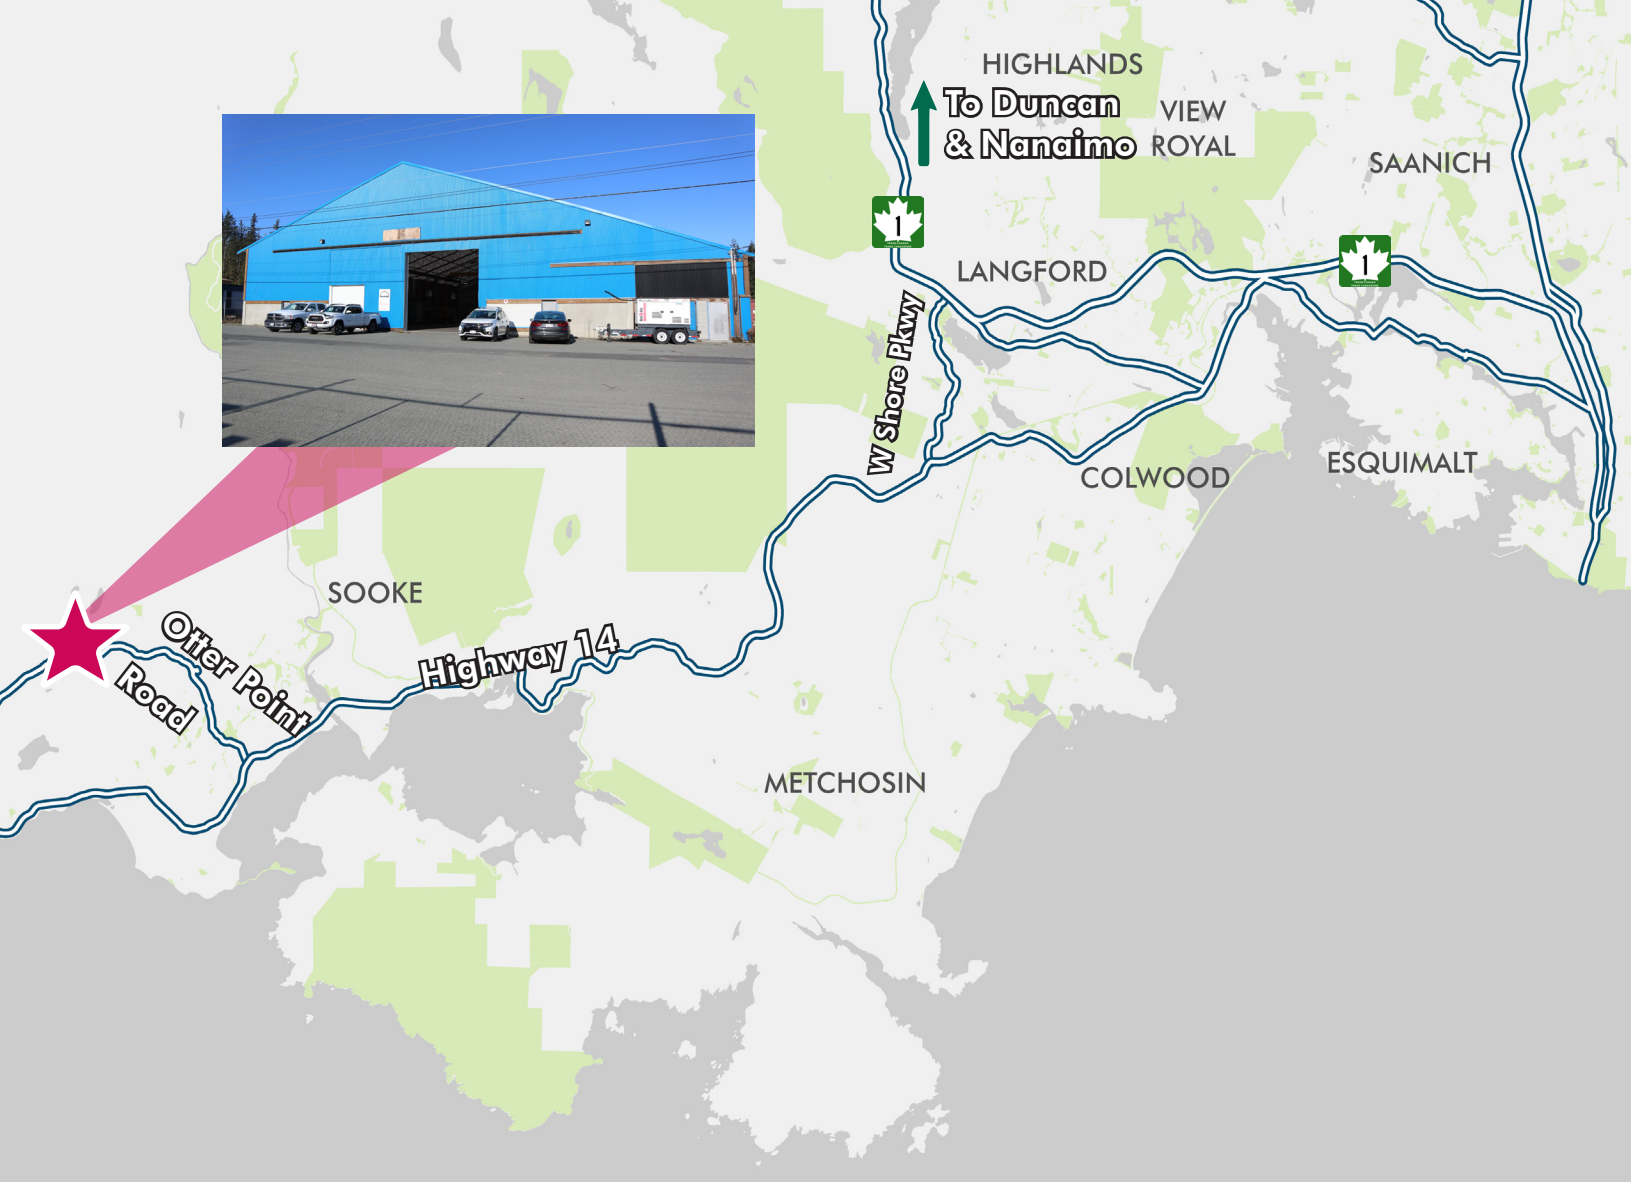 HIGHLANDS
To Duncan
& Nanaimo
VIEW
ROYAL
SAANICH
1
1
LANGFORD
W Shore Pkwy
COLWOOD
ESQUIMALT
SOOKE
Otter Point
Road
Highway 14
METCHOSIN